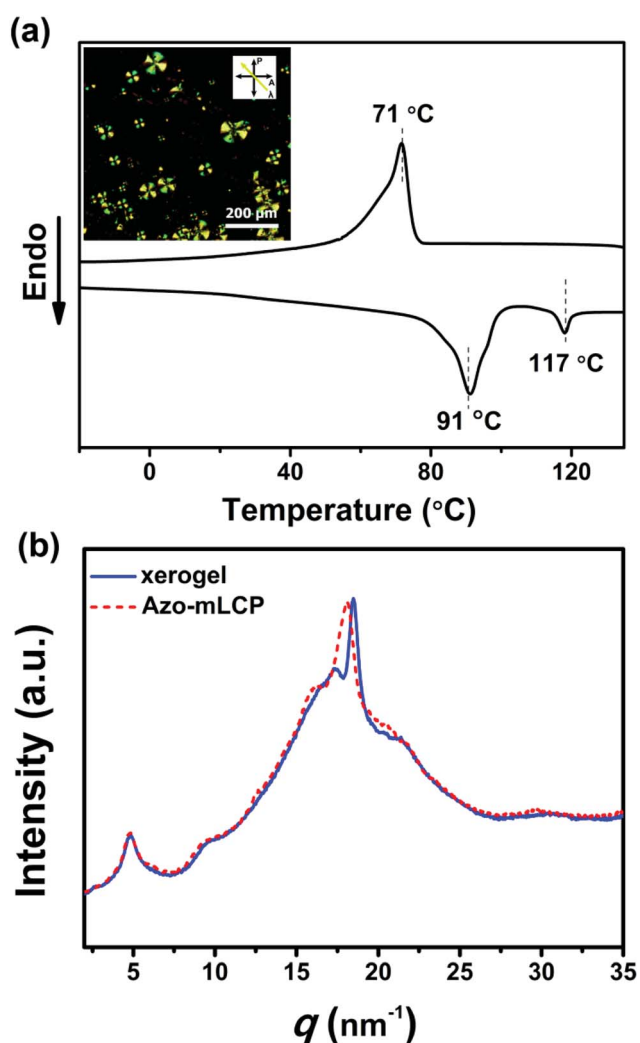 (a)
P
A
λ
200 μm
71 °C
91 °C
117 °C
Endo
0
40
80
120
Temperature (°C)
(b)
xerogel
Azo-mLCP
Intensity (a.u.)
5
10
15
20
25
30
35
q (nm⁻¹)